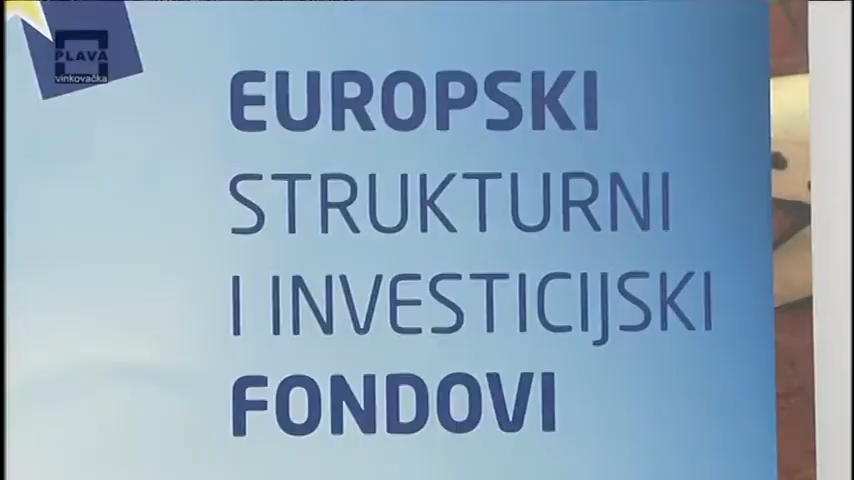 PLAVA
vinkovačka
EUROPSKI
STRUKTURNI
I INVESTICIJSKI
FONDOVI